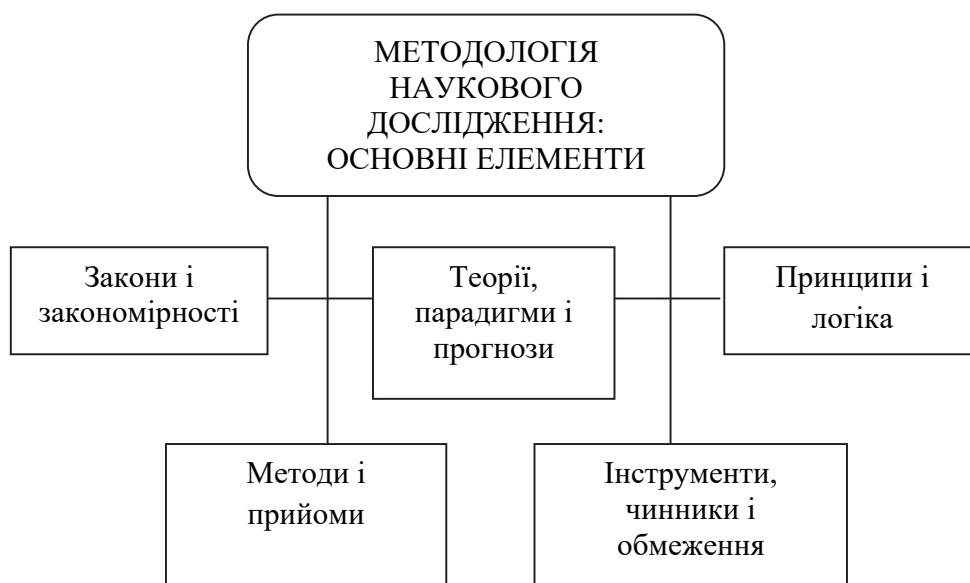 МЕТОДОЛОГІЯ
НАУКОВОГО
ДОСЛІДЖЕННЯ:
ОСНОВНІ ЕЛЕМЕНТИ
Закони і
закономірності
Теорії,
парадигми і
прогнози
Принципи і
логіка
Методи і
прийоми
Інструменти,
чинники і
обмеження